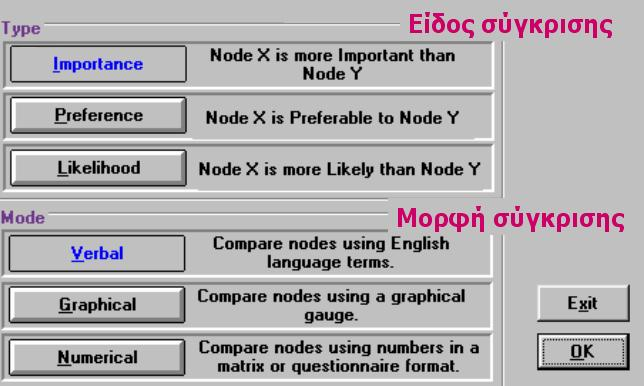 Type
Είδος σύγκρισης
Importance
Node X is more Important than
Node Y
Preference
Node X is Preferable to Node Y
Likelihood
Node X is more Likely than Node Y
Mode
Μορφή σύγκρισης
Verbal
Compare nodes using English
language terms.
Graphical
Compare nodes using a graphical
gauge.
Numerical
Compare nodes using numbers in a
matrix or questionnaire format.
Exit
OK